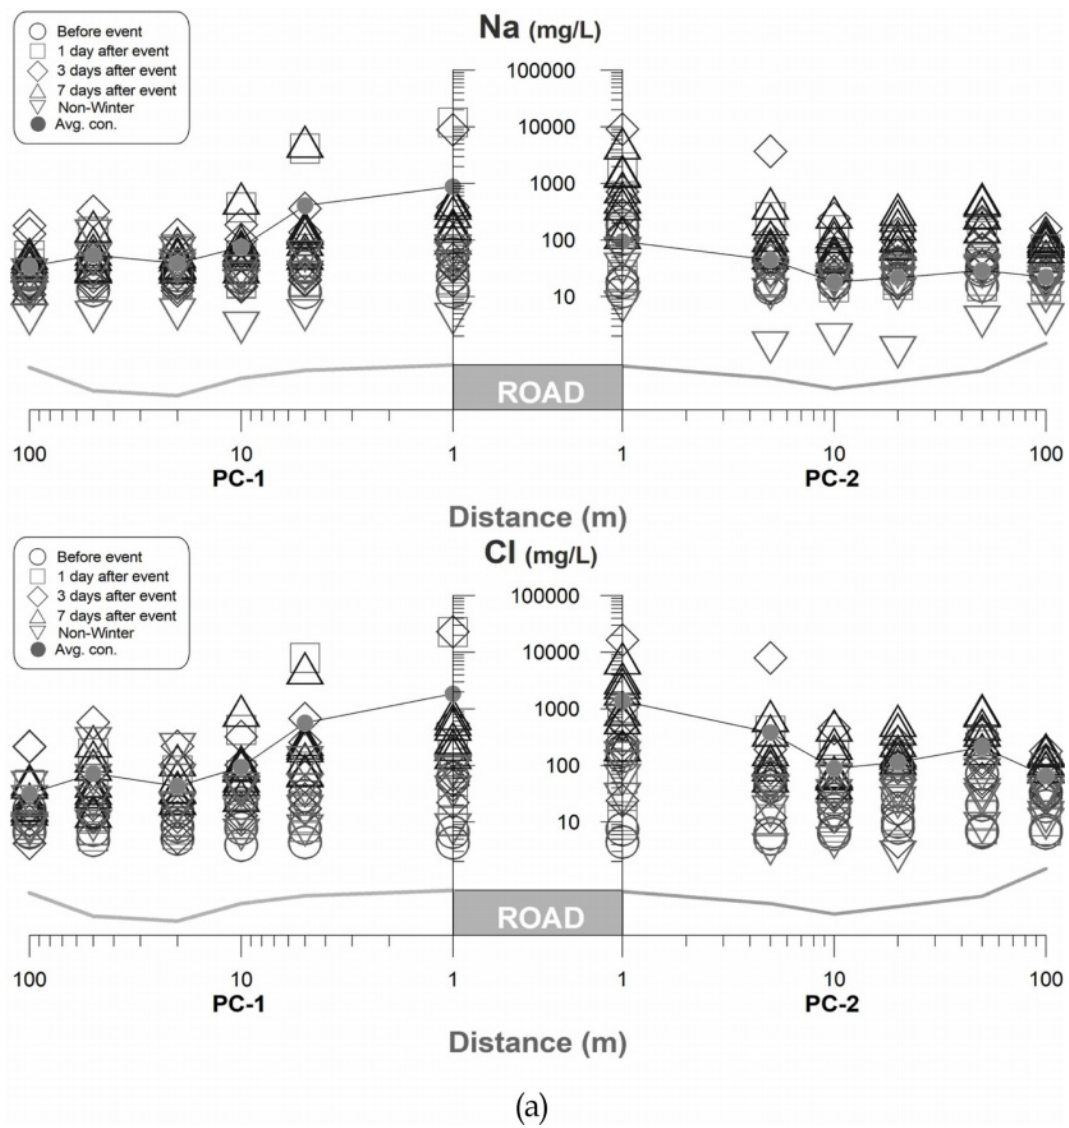 Na (mg/L)
Before event
1 day after event
3 days after event
7 days after event
Non-Winter
Avg. con.
100000
10000
1000
100
10
ROAD
100 10 1 1 10 100
PC-1 PC-2
Distance (m)
Cl (mg/L)
Before event
1 day after event
3 days after event
7 days after event
Non-Winter
Avg. con.
100000
10000
1000
100
10
ROAD
100 10 1 1 10 100
PC-1 PC-2
Distance (m)
(a)